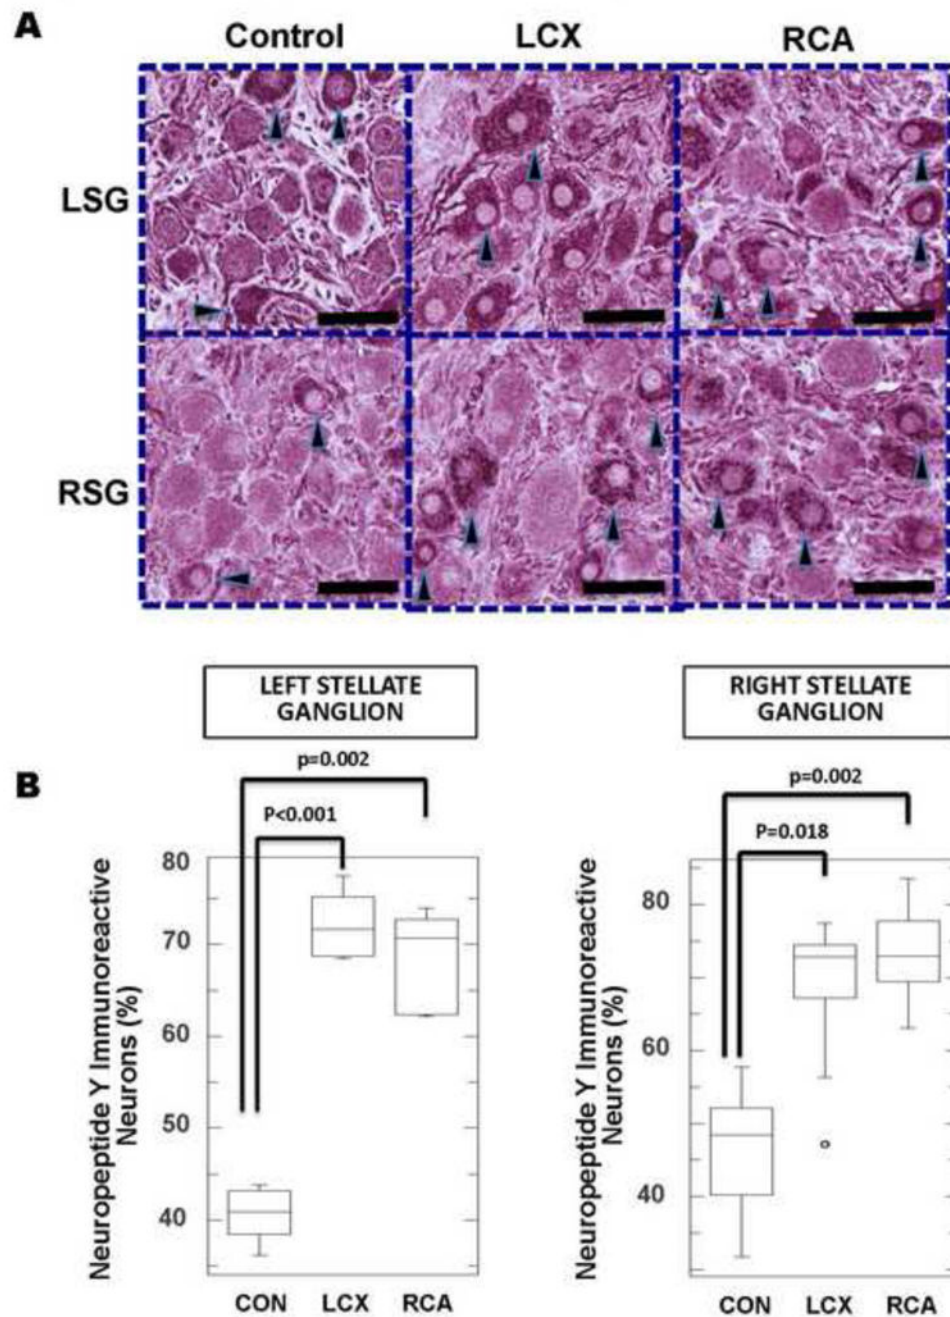 A
Control LCX RCA
LSG
RSG
LEFT STELLATE
GANGLION
RIGHT STELLATE
GANGLION
B
p=0.002
P<0.001
p=0.002
P=0.018
Neuropeptide Y Immunoreactive
Neurons (%)
80
70
60
50
40
CON LCX RCA
Neuropeptide Y Immunoreactive
Neurons (%)
80
60
40
CON LCX RCA